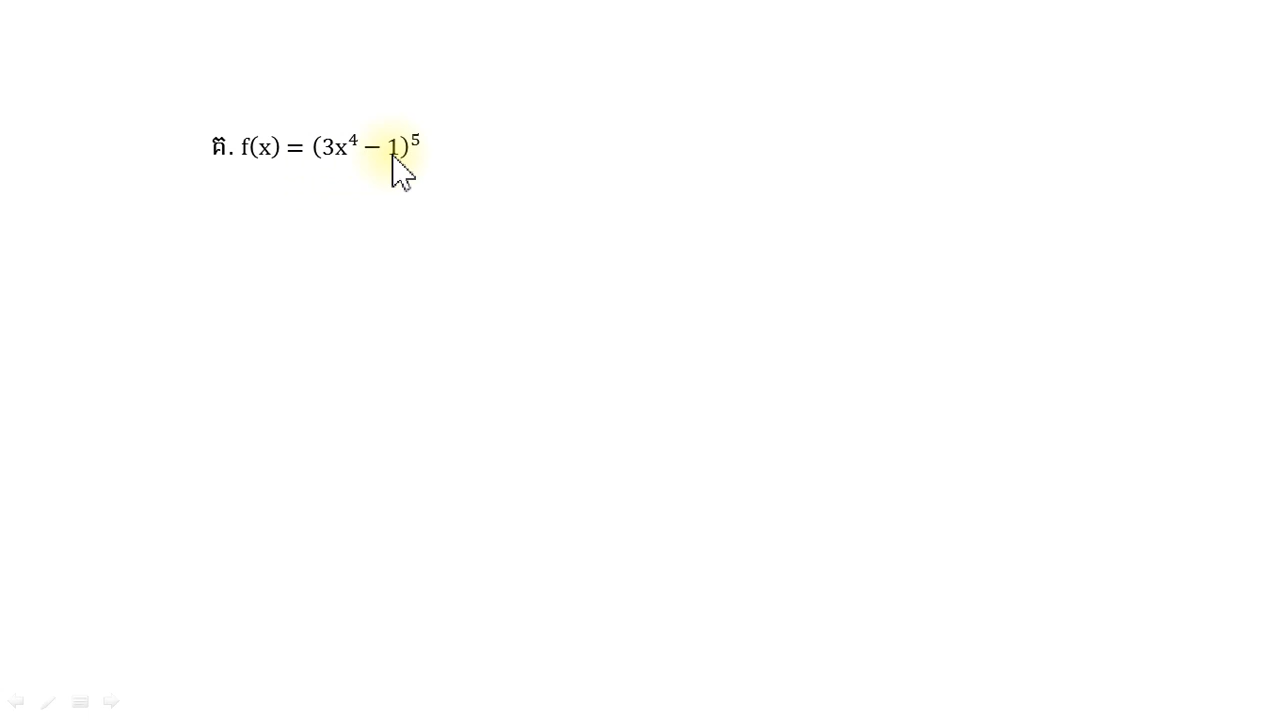 គ. f(x) = (3x⁴ − 1)⁵